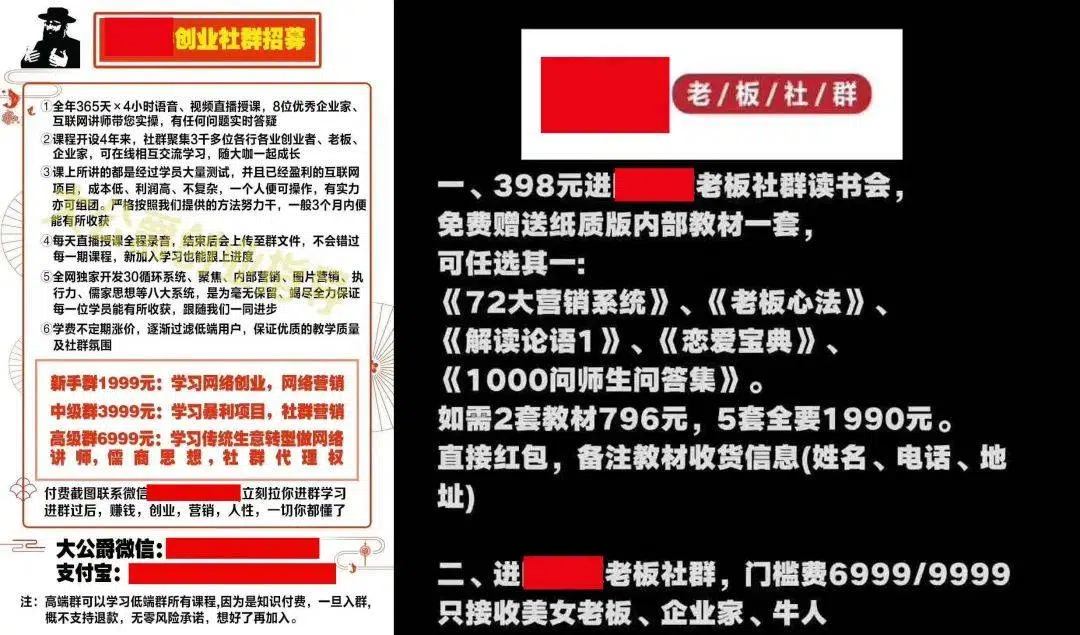 创业社群招募
①全年365天×4小时语音、视频直播授课，8位优秀企业家、
互联网讲师带您实操，有任何问题实时答疑
②课程开设4年来，社群聚集3千多位各行各业创业者、老板、
企业家，可在线相互交流学习，随大咖一起成长
③课上所讲的都是经过学员大量测试，并且已经盈利的互联网
项目，成本低、利润高、不复杂，一个人便可操作，有实力
亦可组团。严格按照我们提供的方法努力干，一般3个月内便
能有所收获
④每天直播授课全程录音，结束后会上传至群文件，不会错过
每一期课程，新加入学习也能跟上进度
⑤全网独家开发30循环系统、聚焦、内部营销、图片营销、执
行力、儒家思想等八大系统，是为毫无保留、竭尽全力保证
每一位学员能有所收获，跟随我们一同进步
⑥学费不定期涨价，逐渐过滤低端用户，保证优质的教学质量
及社群氛围
新手群1999元：学习网络创业，网络营销
中级群3999元：学习暴利项目，社群营销
高级群6999元：学习传统生意转型做网络
讲师，儒商思想，社群代理权
付费截图联系微信 立刻拉你进群学习
进群过后，赚钱，创业，营销，人性，一切你都懂了
大公爵微信：
支付宝：
注：高端群可以学习低端群所有课程,因为是知识付费，一旦入群,
概不支持退款，无零风险承诺，想好了再加入。
老/板/社/群
一、398元进 老板社群读书会，
免费赠送纸质版内部教材一套，
可任选其一:
《72大营销系统》、《老板心法》、
《解读论语1》、《恋爱宝典》、
《1000问师生问答集》。
如需2套教材796元，5套全要1990元。
直接红包，备注教材收货信息(姓名、电话、地
址)
二、进 老板社群，门槛费6999/9999
只接收美女老板、企业家、牛人